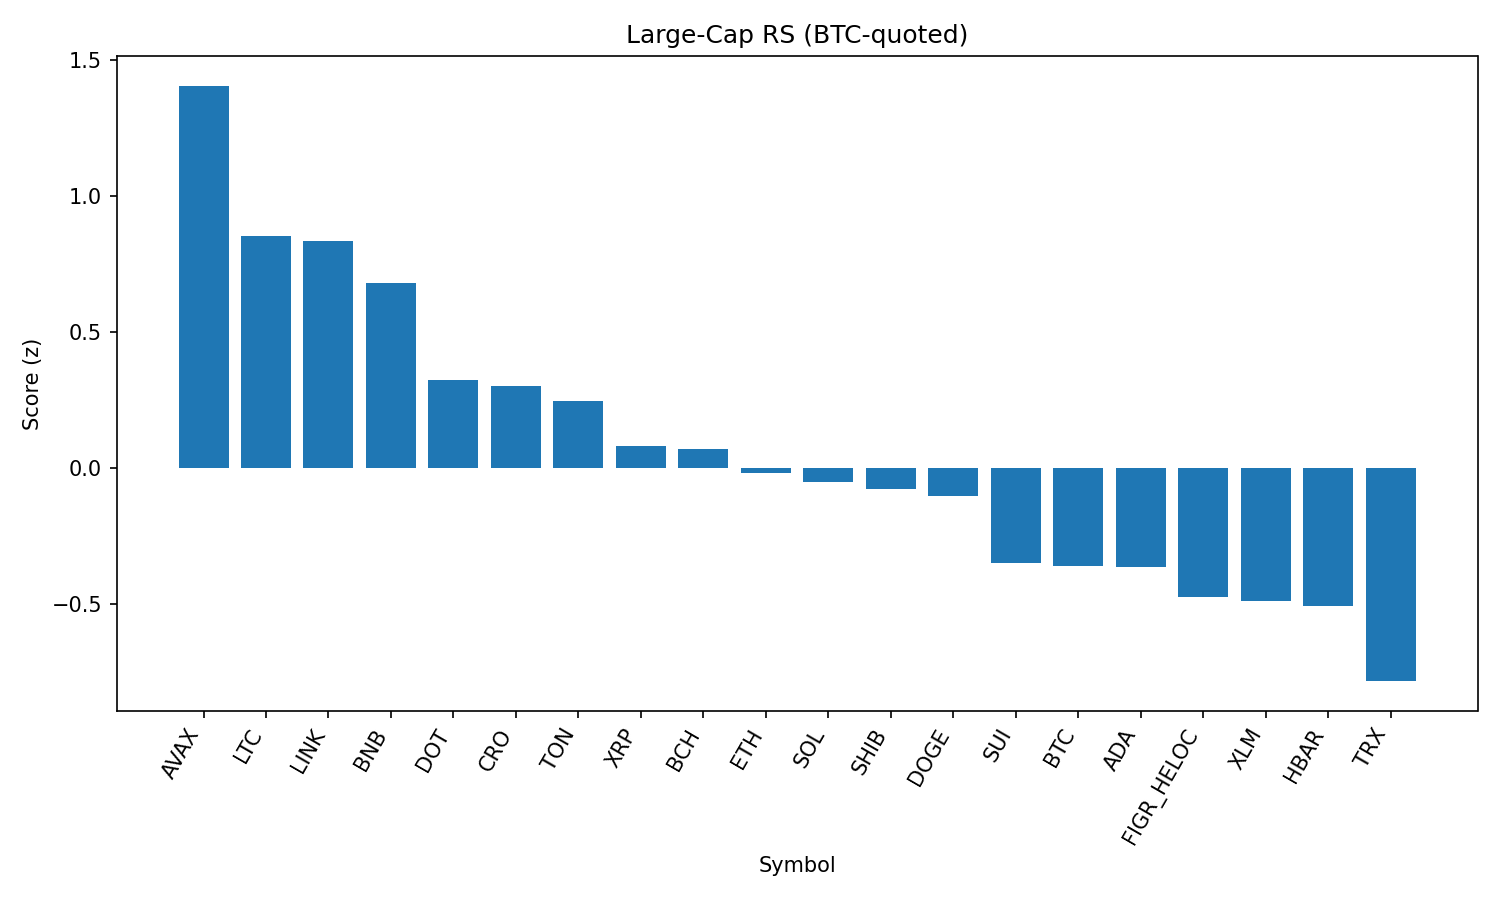 Large-Cap RS (BTC-quoted)
1.5
1.0
0.5
0.0
−0.5
Score (z)
AVAX
LTC
LINK
BNB
DOT
CRO
TON
XRP
BCH
ETH
SOL
SHIB
DOGE
SUI
BTC
ADA
FIGR_HELOC
XLM
HBAR
TRX
Symbol